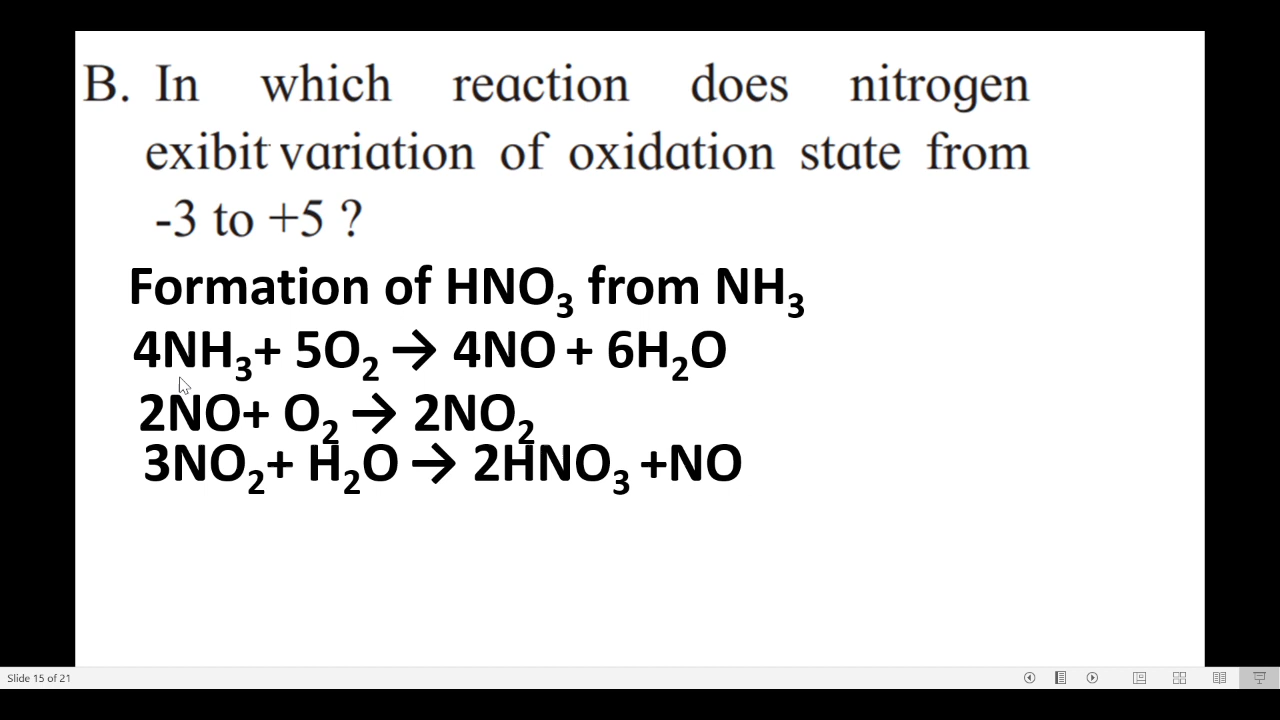 B. In which reaction does nitrogen
exibit variation of oxidation state from
-3 to +5 ?
Formation of HNO₃ from NH₃
4NH₃+ 5O₂ → 4NO + 6H₂O
2NO+ O₂ → 2NO₂
3NO₂+ H₂O → 2HNO₃ +NO
Slide 15 of 21